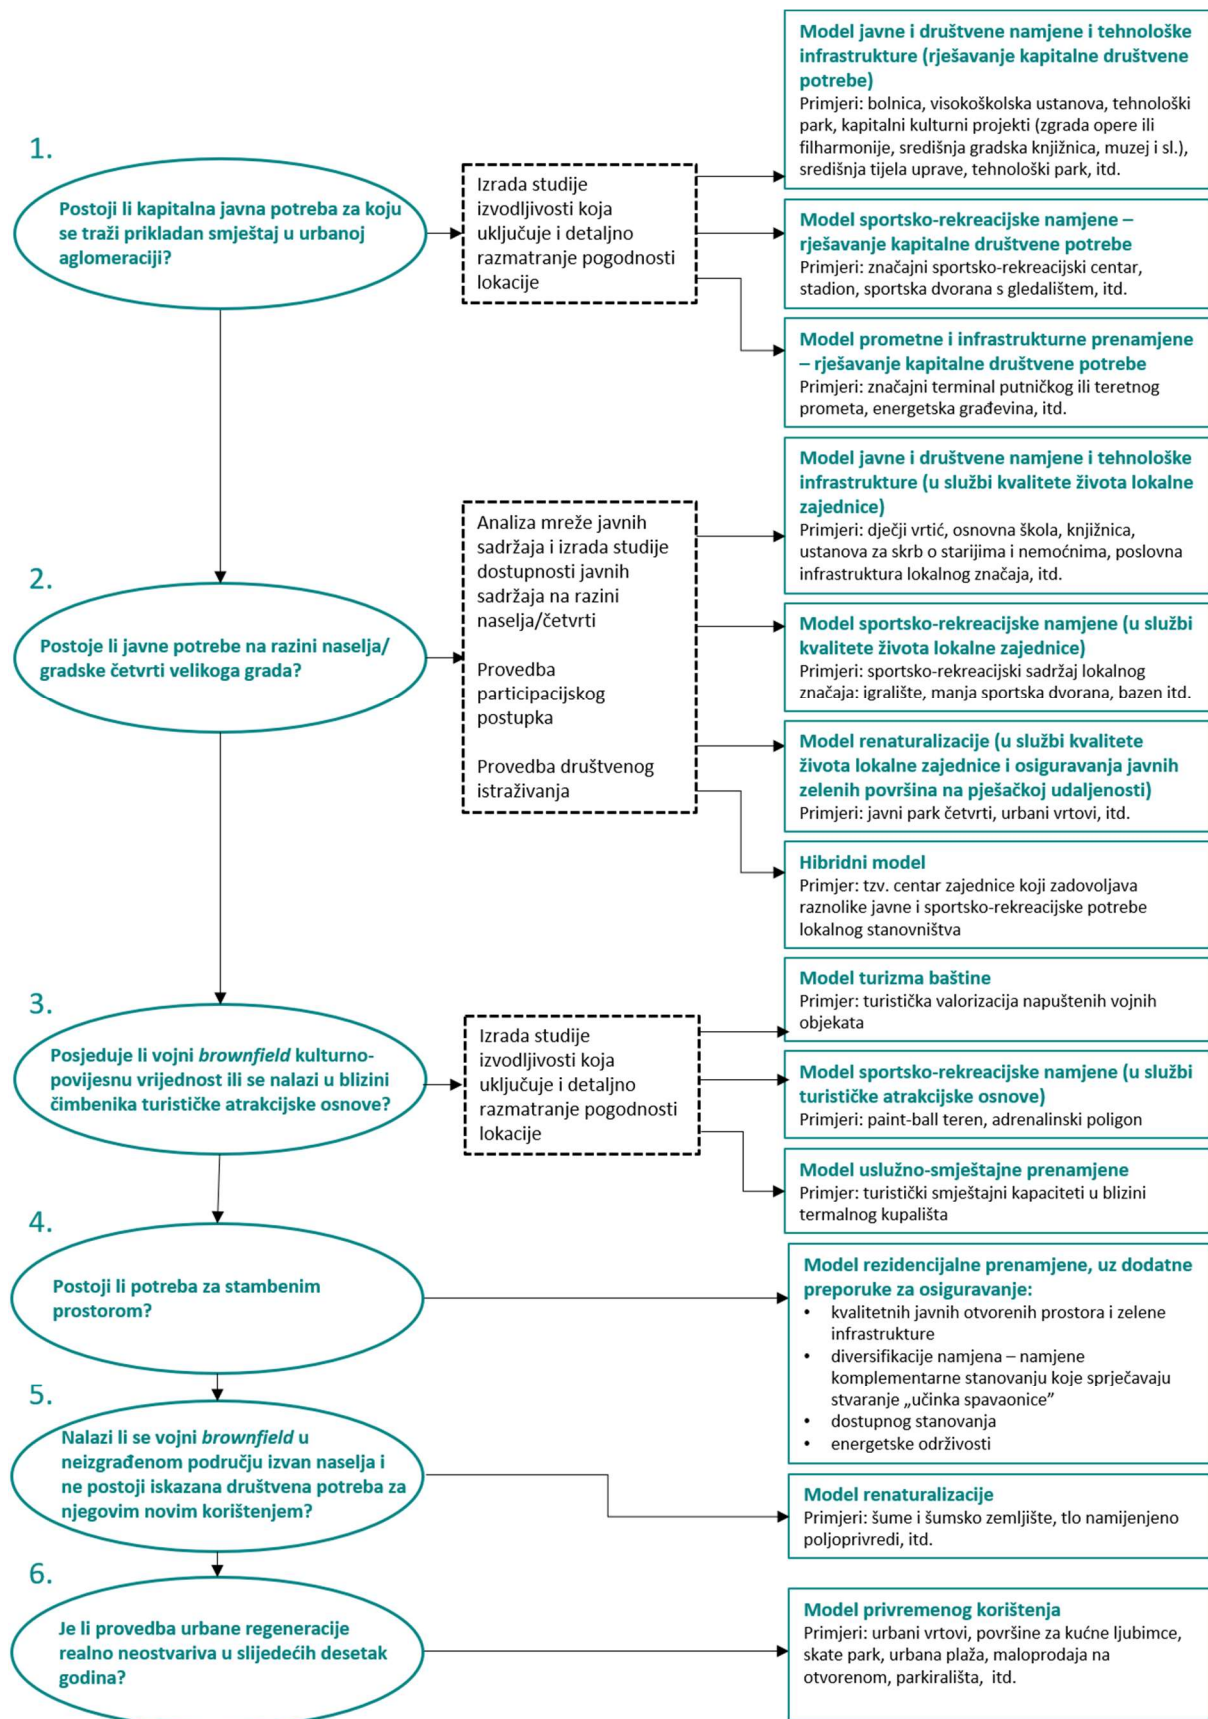 1.
Postoji li kapitalna javna potreba za koju
se traži prikladan smještaj u urbanoj
aglomeraciji?
Izrada studije
izvodljivosti koja
uključuje i detaljno
razmatranje pogodnosti
lokacije
Model javne i društvene namjene i tehnološke
infrastrukture (rješavanje kapitalne društvene
potrebe)
Primjeri: bolnica, visokoškolska ustanova, tehnološki
park, kapitalni kulturni projekti (zgrada opere ili
filharmonije, središnja gradska knjižnica, muzej i sl.),
središnja tijela uprave, tehnološki park, itd.
Model sportsko-rekreacijske namjene –
rješavanje kapitalne društvene potrebe
Primjeri: značajni sportsko-rekreacijski centar,
stadion, sportska dvorana s gledalištem, itd.
Model prometne i infrastrukturne prenamjene
– rješavanje kapitalne društvene potrebe
Primjeri: značajni terminal putničkog ili teretnog
prometa, energetska građevina, itd.
2.
Postoje li javne potrebe na razini naselja/
gradske četvrti velikoga grada?
Analiza mreže javnih
sadržaja i izrada studije
dostupnosti javnih
sadržaja na razini
naselja/četvrti
Provedba
participacijskog
postupka
Provedba društvenog
istraživanja
Model javne i društvene namjene i tehnološke
infrastrukture (u službi kvalitete života lokalne
zajednice)
Primjeri: dječji vrtić, osnovna škola, knjižnica,
ustanova za skrb o starijima i nemoćnima, poslovna
infrastruktura lokalnog značaja, itd.
Model sportsko-rekreacijske namjene (u službi
kvalitete života lokalne zajednice)
Primjeri: sportsko-rekreacijski sadržaj lokalnog
značaja: igralište, manja sportska dvorana, bazen itd.
Model renaturalizacije (u službi kvalitete
života lokalne zajednice i osiguravanja javnih
zelenih površina na pješačkoj udaljenosti)
Primjeri: javni park četvrti, urbani vrtovi, itd.
Hibridni model
Primjer: tzv. centar zajednice koji zadovoljava
raznolike javne i sportsko-rekreacijske potrebe
lokalnog stanovništva
3.
Posjeduje li vojni brownfield kulturno-
povijesnu vrijednost ili se nalazi u blizini
čimbenika turističke atrakcijske osnove?
Izrada studije
izvodljivosti koja
uključuje i detaljno
razmatranje pogodnosti
lokacije
Model turizma baštine
Primjer: turistička valorizacija napuštenih vojnih
objekata
Model sportsko-rekreacijske namjene (u službi
turističke atrakcijske osnove)
Primjeri: paint-ball teren, adrenalinski poligon
Model uslužno-smještajne prenamjene
Primjer: turistički smještajni kapaciteti u blizini
termalnog kupališta
4.
Postoji li potreba za stambenim
prostorom?
Model rezidencijalne prenamjene, uz dodatne
preporuke za osiguravanje:
• kvalitetnih javnih otvorenih prostora i zelene
infrastrukture
• diversifikacije namjena – namjene
komplementarne stanovanju koje sprječavaju
stvaranje „učinka spavaonice”
• dostupnog stanovanja
• energetske održivosti
5.
Nalazi li se vojni brownfield u
neizgrađenom području izvan naselja i
ne postoji iskazana društvena potreba za
njegovim novim korištenjem?
Model renaturalizacije
Primjeri: šume i šumsko zemljište, tlo namijenjeno
poljoprivredi, itd.
6.
Je li provedba urbane regeneracije
realno neostvariva u slijedećih desetak
godina?
Model privremenog korištenja
Primjeri: urbani vrtovi, površine za kućne ljubimce,
skate park, urbana plaža, maloprodaja na
otvorenom, parkirališta, itd.